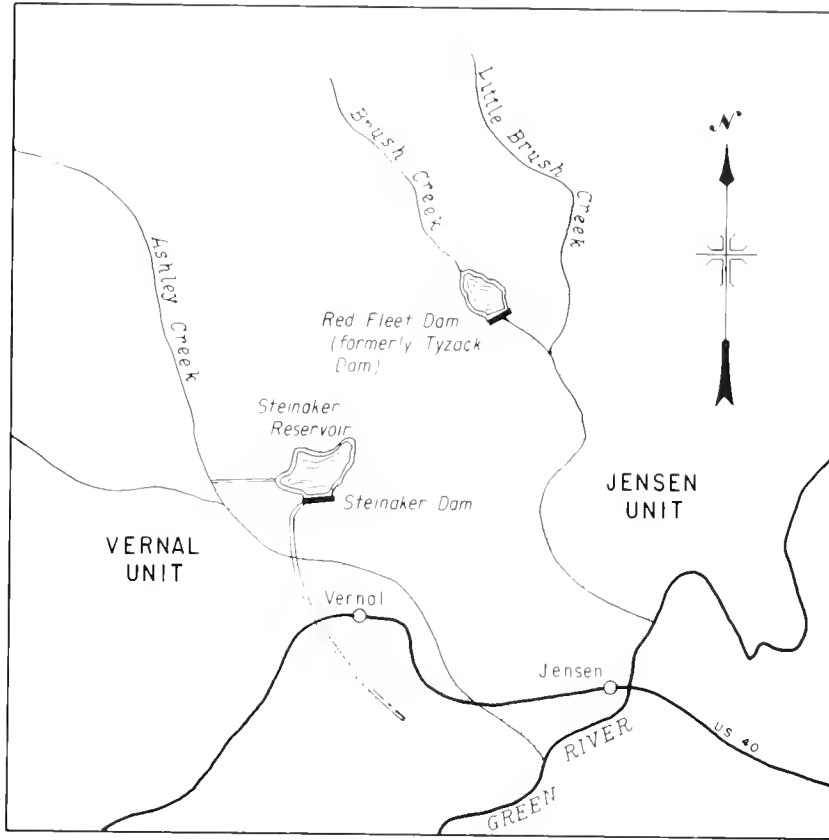 N
Little Brush Creek
Brush Creek
Ashley Creek
Red Fleet Dam
(formerly Tyzack
Dam)
Steinaker
Reservoir
Steinaker Dam
JENSEN
UNIT
VERNAL
UNIT
Vernal
Jensen
US 40
GREEN RIVER